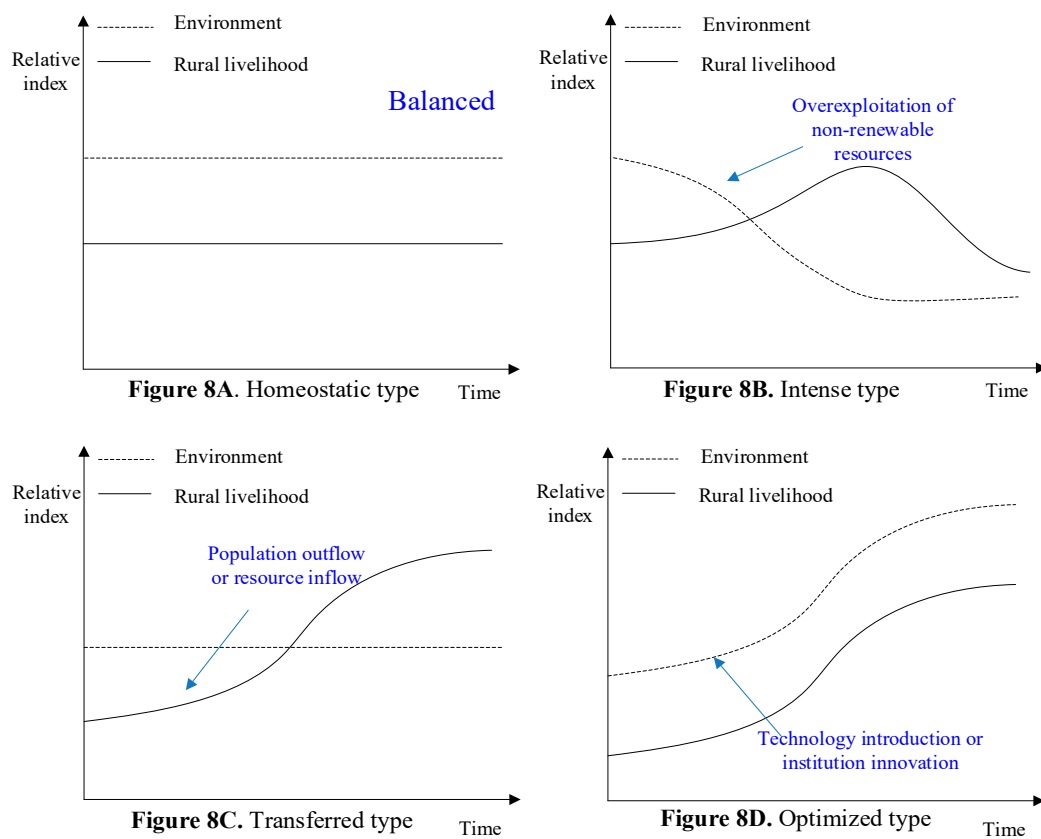 Environment
Rural livelihood
Relative
index
Balanced
Figure 8A. Homeostatic type
Time
Environment
Rural livelihood
Relative
index
Overexploitation of
non-renewable
resources
Figure 8B. Intense type
Time
Environment
Rural livelihood
Relative
index
Population outflow
or resource inflow
Figure 8C. Transferred type
Time
Environment
Rural livelihood
Relative
index
Technology introduction or
institution innovation
Figure 8D. Optimized type
Time